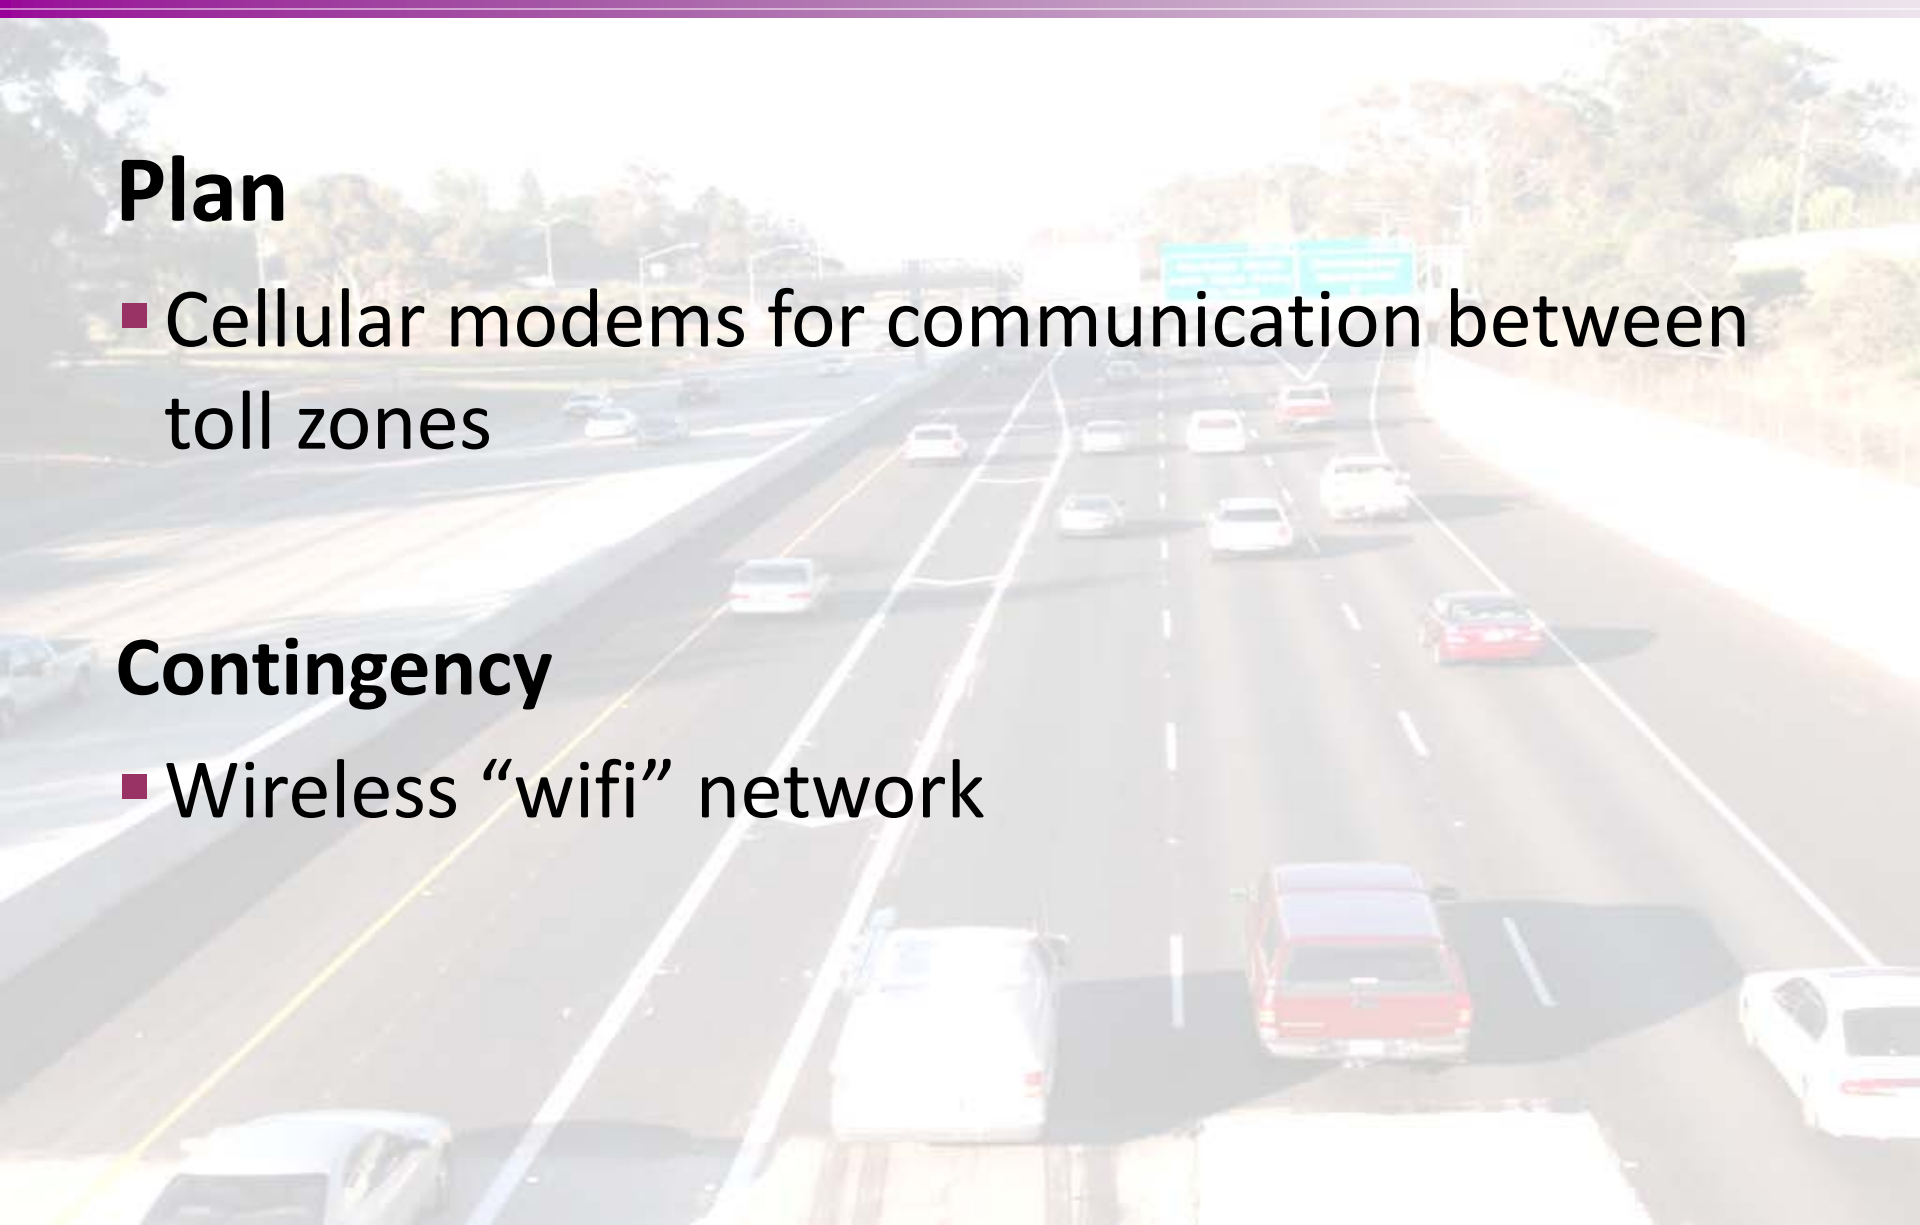 Plan
▪ Cellular modems for communication between
toll zones
Contingency
▪ Wireless “wifi” network